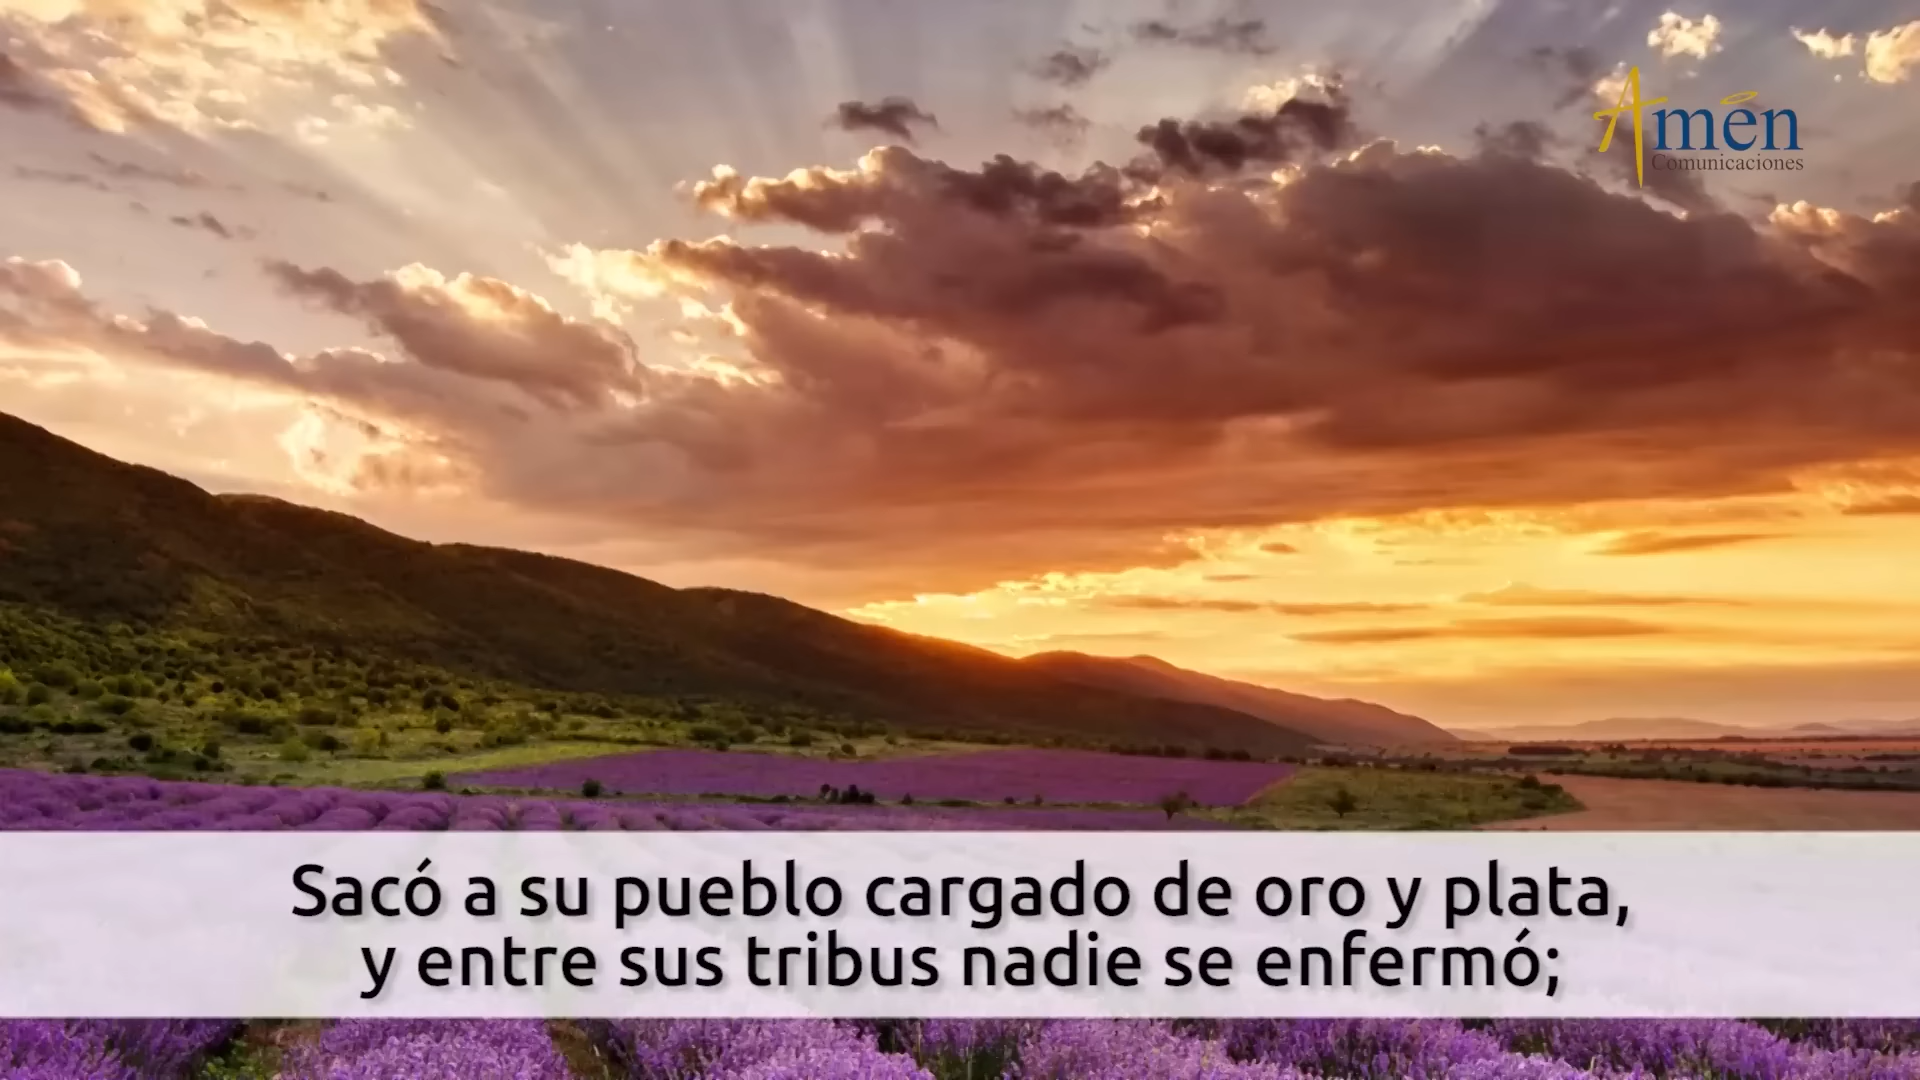 Amén
Comunicaciones
Sacó a su pueblo cargado de oro y plata,
y entre sus tribus nadie se enfermó;